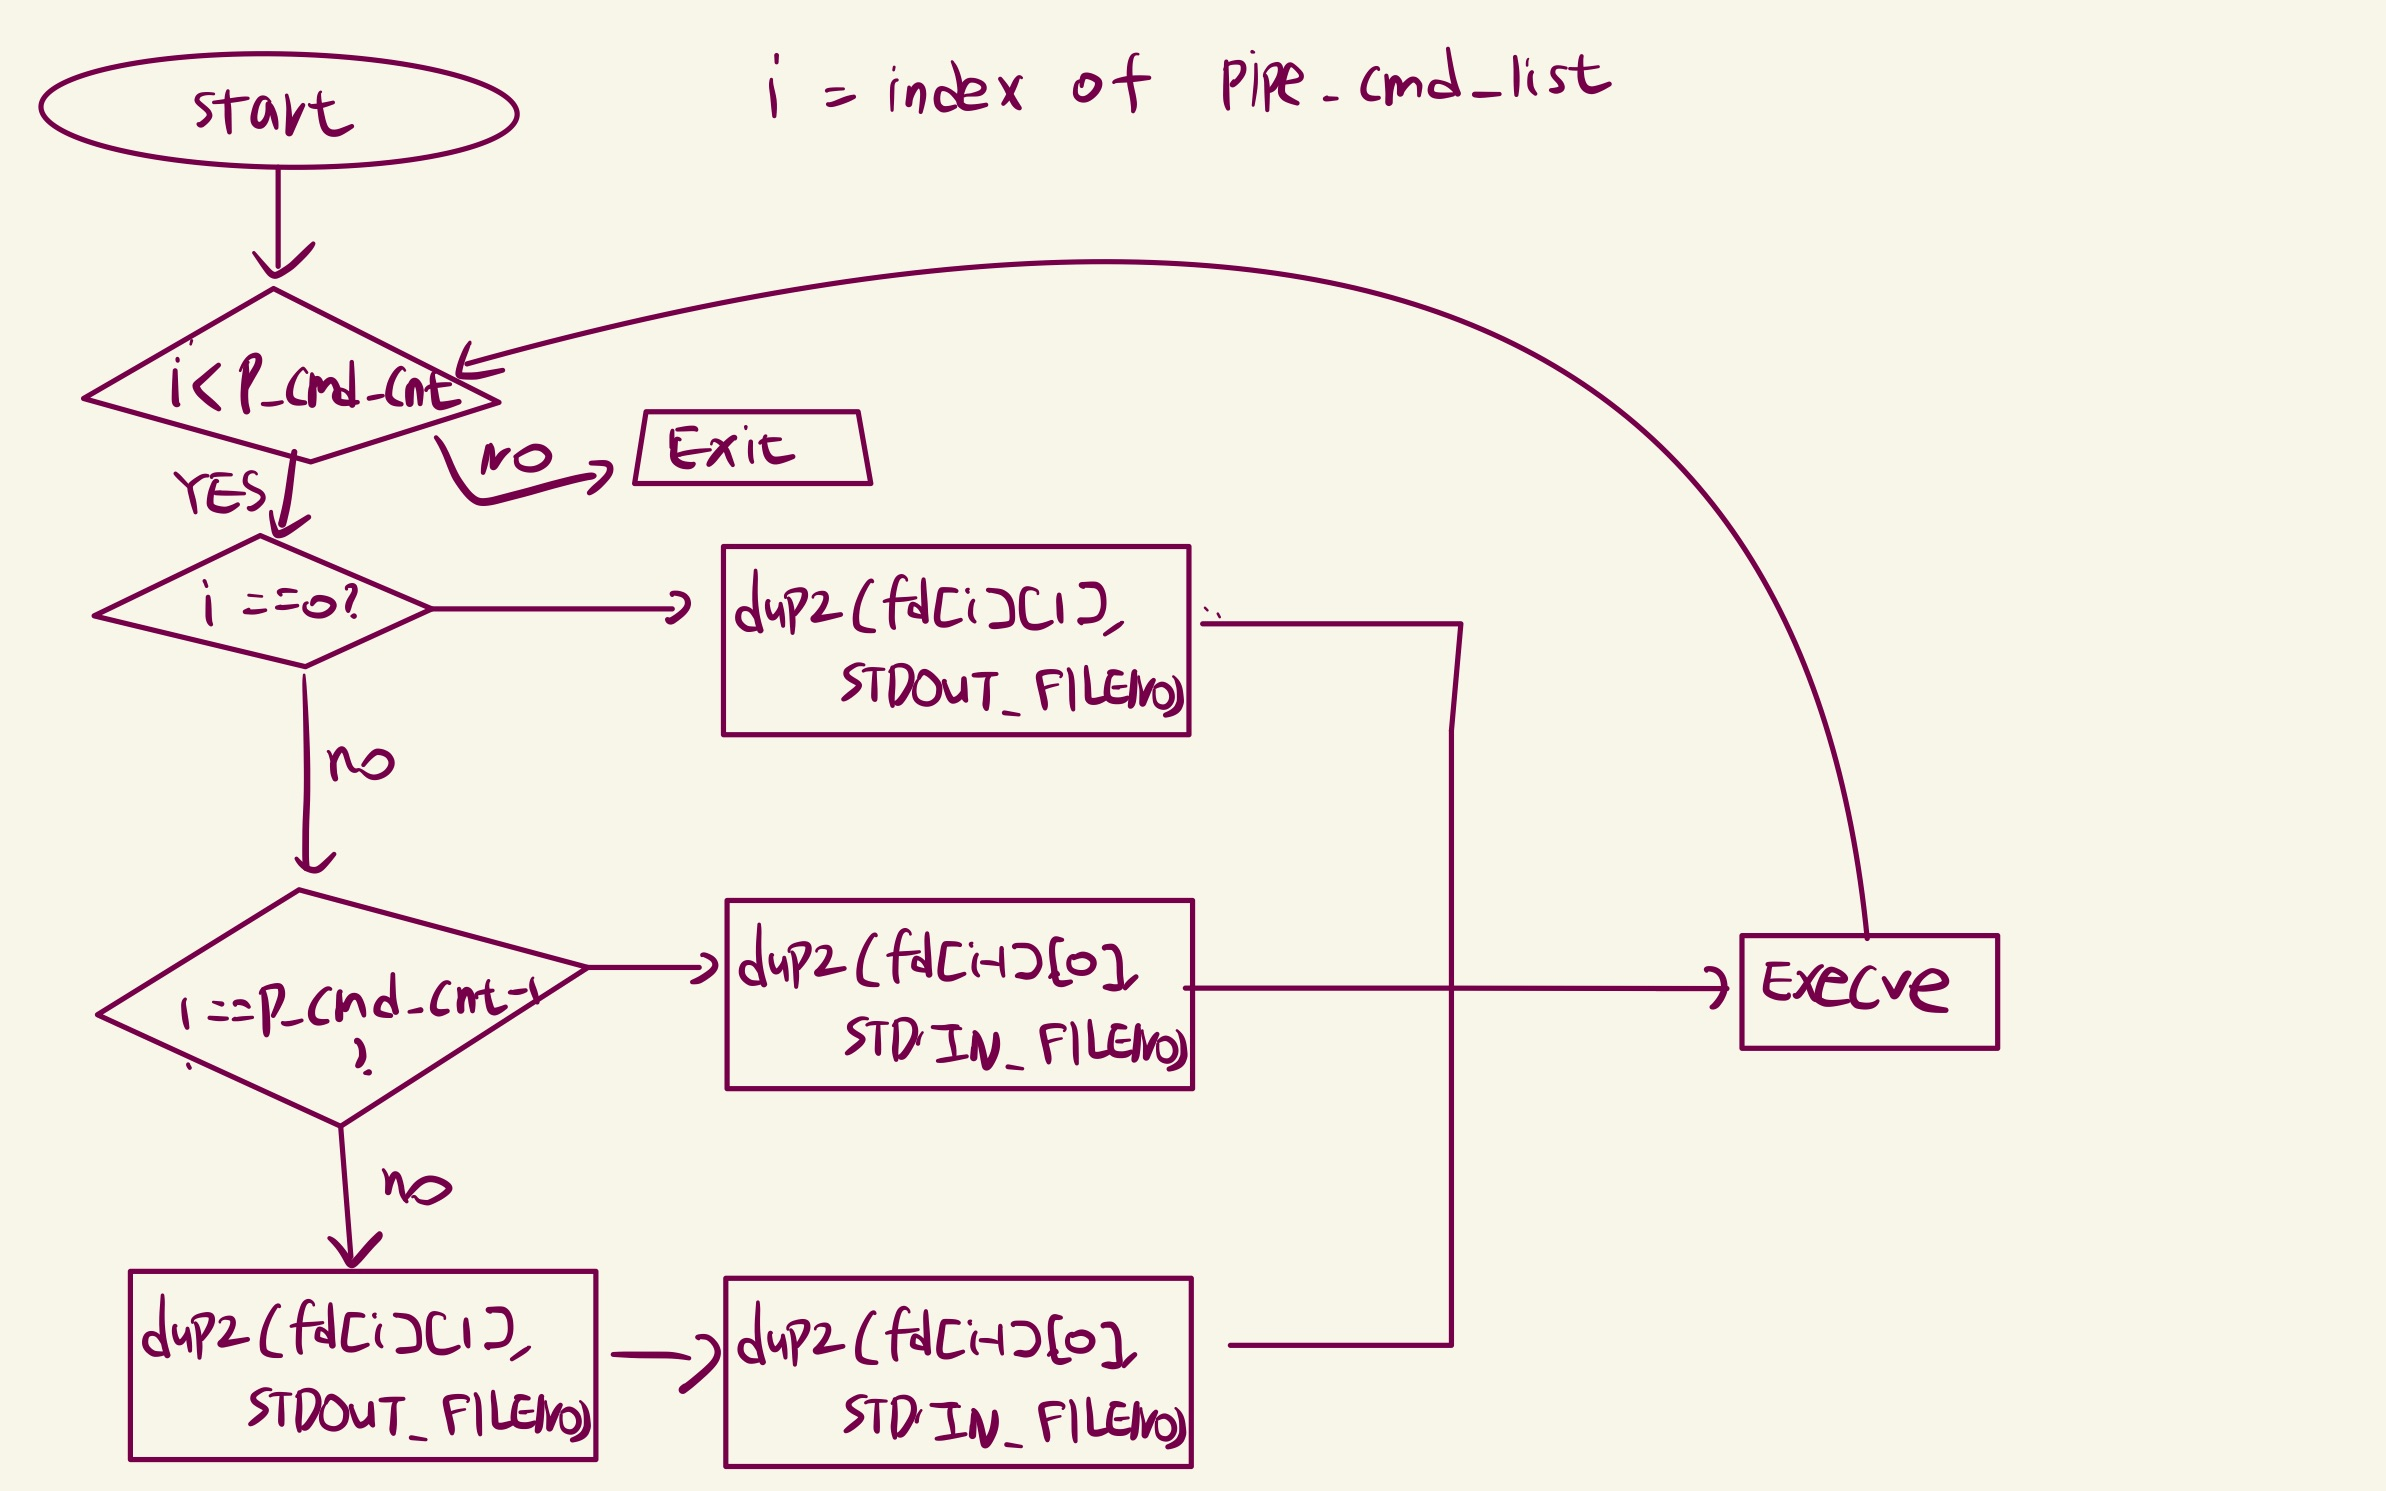 start
i = index of pipe_cmd_list
i < P_cmd_cnt
NO
Exit
YES
i ==0?
dup2(fd[i][1],
STDOUT_FILENO)
no
i ==P_cmd_cnt-1
?
dup2(fd[i-1][0],
STDIN_FILENO)
Execve
no
dup2(fd[i][1],
STDOUT_FILENO)
dup2(fd[i-1][0],
STDIN_FILENO)